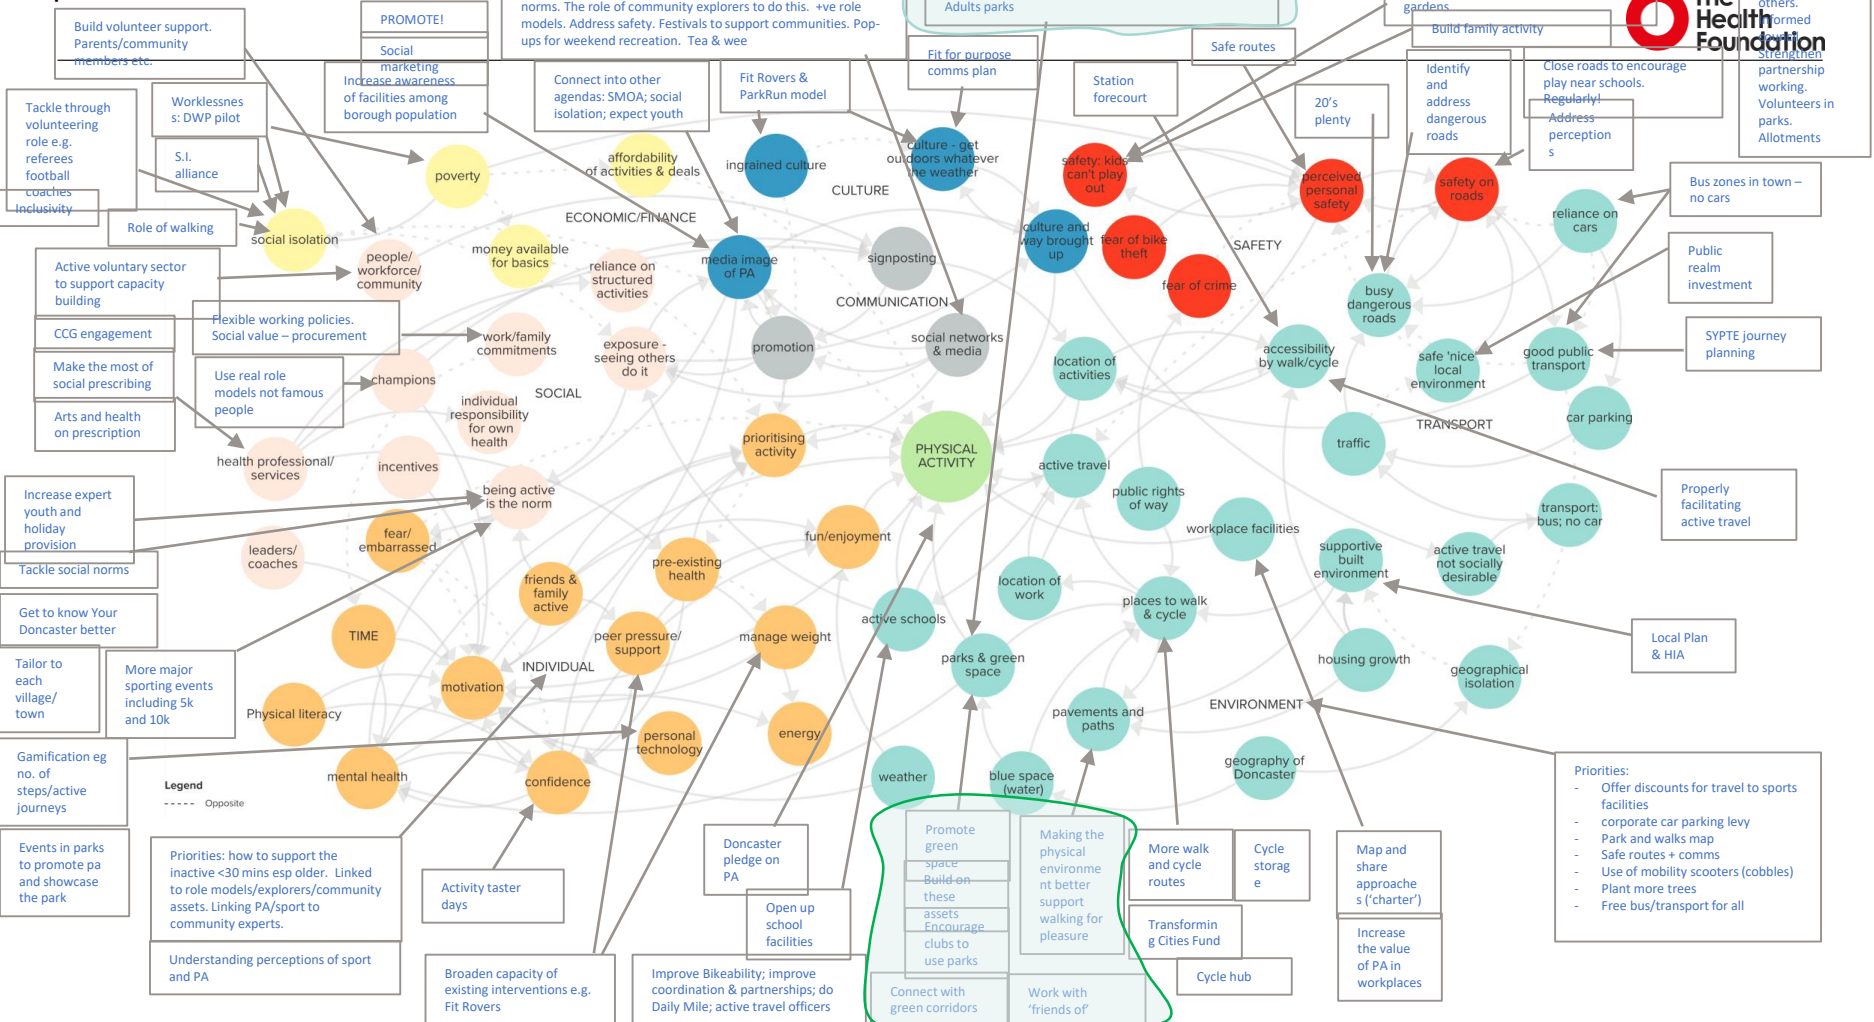 norms. The role of community explorers to do this.  +ve role
models. Address safety. Festivals to support communities. Pop-
ups for weekend recreation.  Tea & wee
Adults parks
gardens
others.
Informed
council
Strengthen
partnership
working.
Volunteers in
parks.
Allotments
The
Health
Foundation
Build volunteer support.
Parents/community
members etc.
PROMOTE!
Social
marketing
Increase awareness
of facilities among
borough population
Connect into other
agendas: SMOA; social
isolation; expect youth
Fit Rovers &
ParkRun model
Fit for purpose
comms plan
Station
forecourt
Safe routes
Build family activity
20's
plenty
Identify
and
address
dangerous
roads
Close roads to encourage
play near schools.
Regularly!
Address
perception
s
Tackle through
volunteering
role e.g.
referees
football
coaches
Inclusivity
Worklessnes
s: DWP pilot
S.I.
alliance
Role of walking
Active voluntary sector
to support capacity
building
CCG engagement
Make the most of
social prescribing
Arts and health
on prescription
Flexible working policies.
Social value – procurement
Use real role
models not famous
people
Increase expert
youth and
holiday
provision
Tackle social norms
Get to know Your
Doncaster better
Tailor to
each
village/
town
More major
sporting events
including 5k
and 10k
Gamification eg
no. of
steps/active
journeys
Events in parks
to promote pa
and showcase
the park
Legend
Opposite
Priorities: how to support the
inactive <30 mins esp older.  Linked
to role models/explorers/community
assets. Linking PA/sport to
community experts.
Understanding perceptions of sport
and PA
Activity taster
days
Broaden capacity of
existing interventions e.g.
Fit Rovers
Improve Bikeability; improve
coordination & partnerships; do
Daily Mile; active travel officers
Doncaster
pledge on
PA
Open up
school
facilities
Promote
green
space
Build on
these
assets
Encourage
clubs to
use parks
Connect with
green corridors
Making the
physical
environme
nt better
support
walking for
pleasure
Work with
'friends of'
More walk
and cycle
routes
Cycle
storag
e
Transformin
g Cities Fund
Cycle hub
Map and
share
approache
s ('charter')
Increase
the value
of PA in
workplaces
Priorities:
- Offer discounts for travel to sports
facilities
- corporate car parking levy
- Park and walks map
- Safe routes + comms
- Use of mobility scooters (cobbles)
- Plant more trees
- Free bus/transport for all
Local Plan
& HIA
Properly
facilitating
active travel
SYPTE journey
planning
Public
realm
investment
Bus zones in town –
no cars
poverty
affordability
of activities & deals
ingrained culture
culture - get
outdoors whatever
the weather
CULTURE
ECONOMIC/FINANCE
social isolation
money available
for basics
people/
workforce/
community
reliance on
structured
activities
media image
of PA
signposting
COMMUNICATION
culture and
way brought
up
safety: kids
can't play
out
fear of bike
theft
fear of crime
SAFETY
perceived
personal
safety
safety on
roads
reliance on
cars
busy
dangerous
roads
work/family
commitments
exposure -
seeing others
do it
promotion
social networks
& media
location of
activities
accessibility
by walk/cycle
safe 'nice'
local
environment
good public
transport
car parking
TRANSPORT
traffic
champions
SOCIAL
individual
responsibility
for own
health
health professional/
services
incentives
being active
is the norm
prioritising
activity
PHYSICAL
ACTIVITY
active travel
public rights
of way
workplace facilities
transport:
bus; no car
supportive
built
environment
active travel
not socially
desirable
leaders/
coaches
fear/
embarrassed
friends &
family
active
pre-existing
health
fun/enjoyment
location of
work
places to walk
& cycle
active schools
TIME
peer pressure/
support
manage weight
parks & green
space
housing growth
geographical
isolation
INDIVIDUAL
motivation
Physical literacy
personal
technology
energy
pavements and
paths
ENVIRONMENT
mental health
confidence
weather
blue space
(water)
geography of
Doncaster